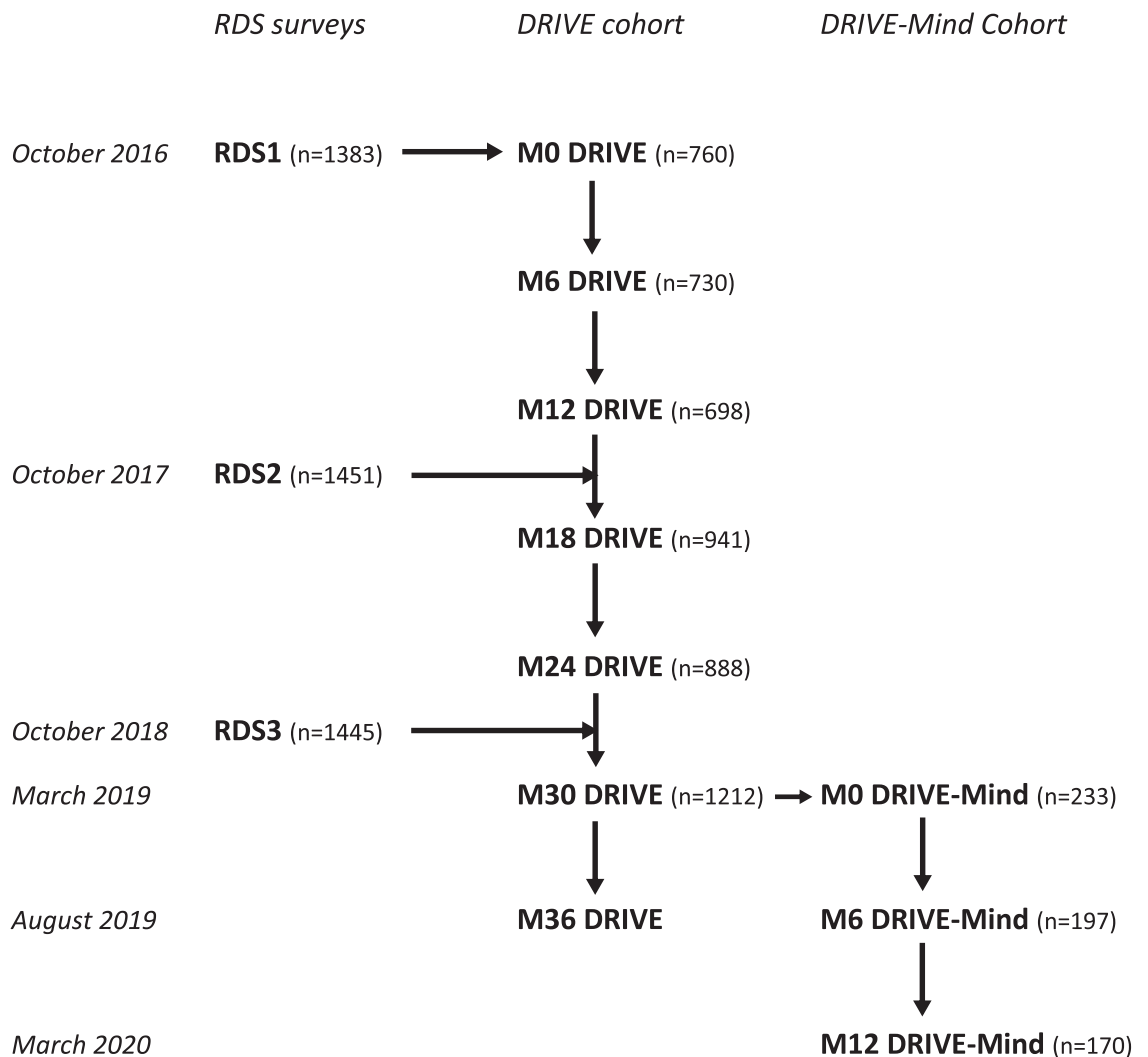 RDS surveys DRIVE cohort DRIVE-Mind Cohort
October 2016 RDS1 (n=1383) M0 DRIVE (n=760)
M6 DRIVE (n=730)
M12 DRIVE (n=698)
October 2017 RDS2 (n=1451)
M18 DRIVE (n=941)
M24 DRIVE (n=888)
October 2018 RDS3 (n=1445)
March 2019 M30 DRIVE (n=1212) M0 DRIVE-Mind (n=233)
August 2019 M36 DRIVE M6 DRIVE-Mind (n=197)
March 2020 M12 DRIVE-Mind (n=170)